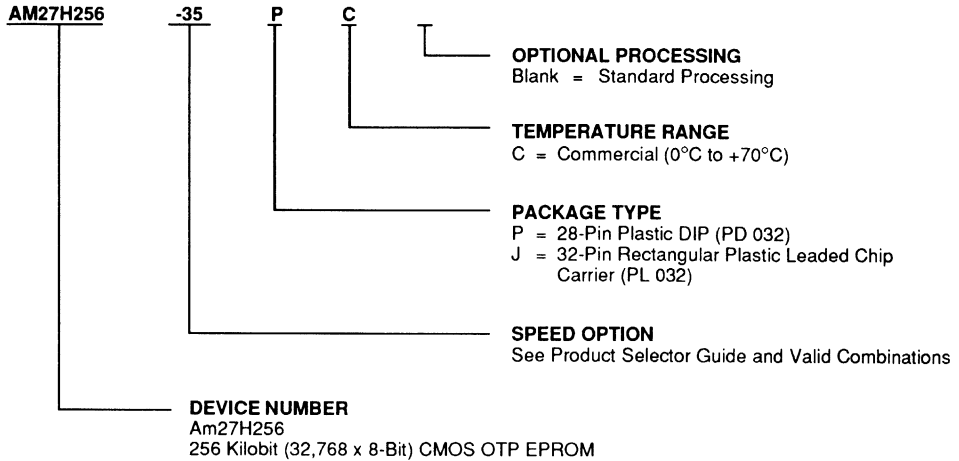 AM27H256 -35 P C
OPTIONAL PROCESSING
Blank = Standard Processing
TEMPERATURE RANGE
C = Commercial (0°C to +70°C)
PACKAGE TYPE
P = 28-Pin Plastic DIP (PD 032)
J = 32-Pin Rectangular Plastic Leaded Chip
Carrier (PL 032)
SPEED OPTION
See Product Selector Guide and Valid Combinations
DEVICE NUMBER
Am27H256
256 Kilobit (32,768 x 8-Bit) CMOS OTP EPROM